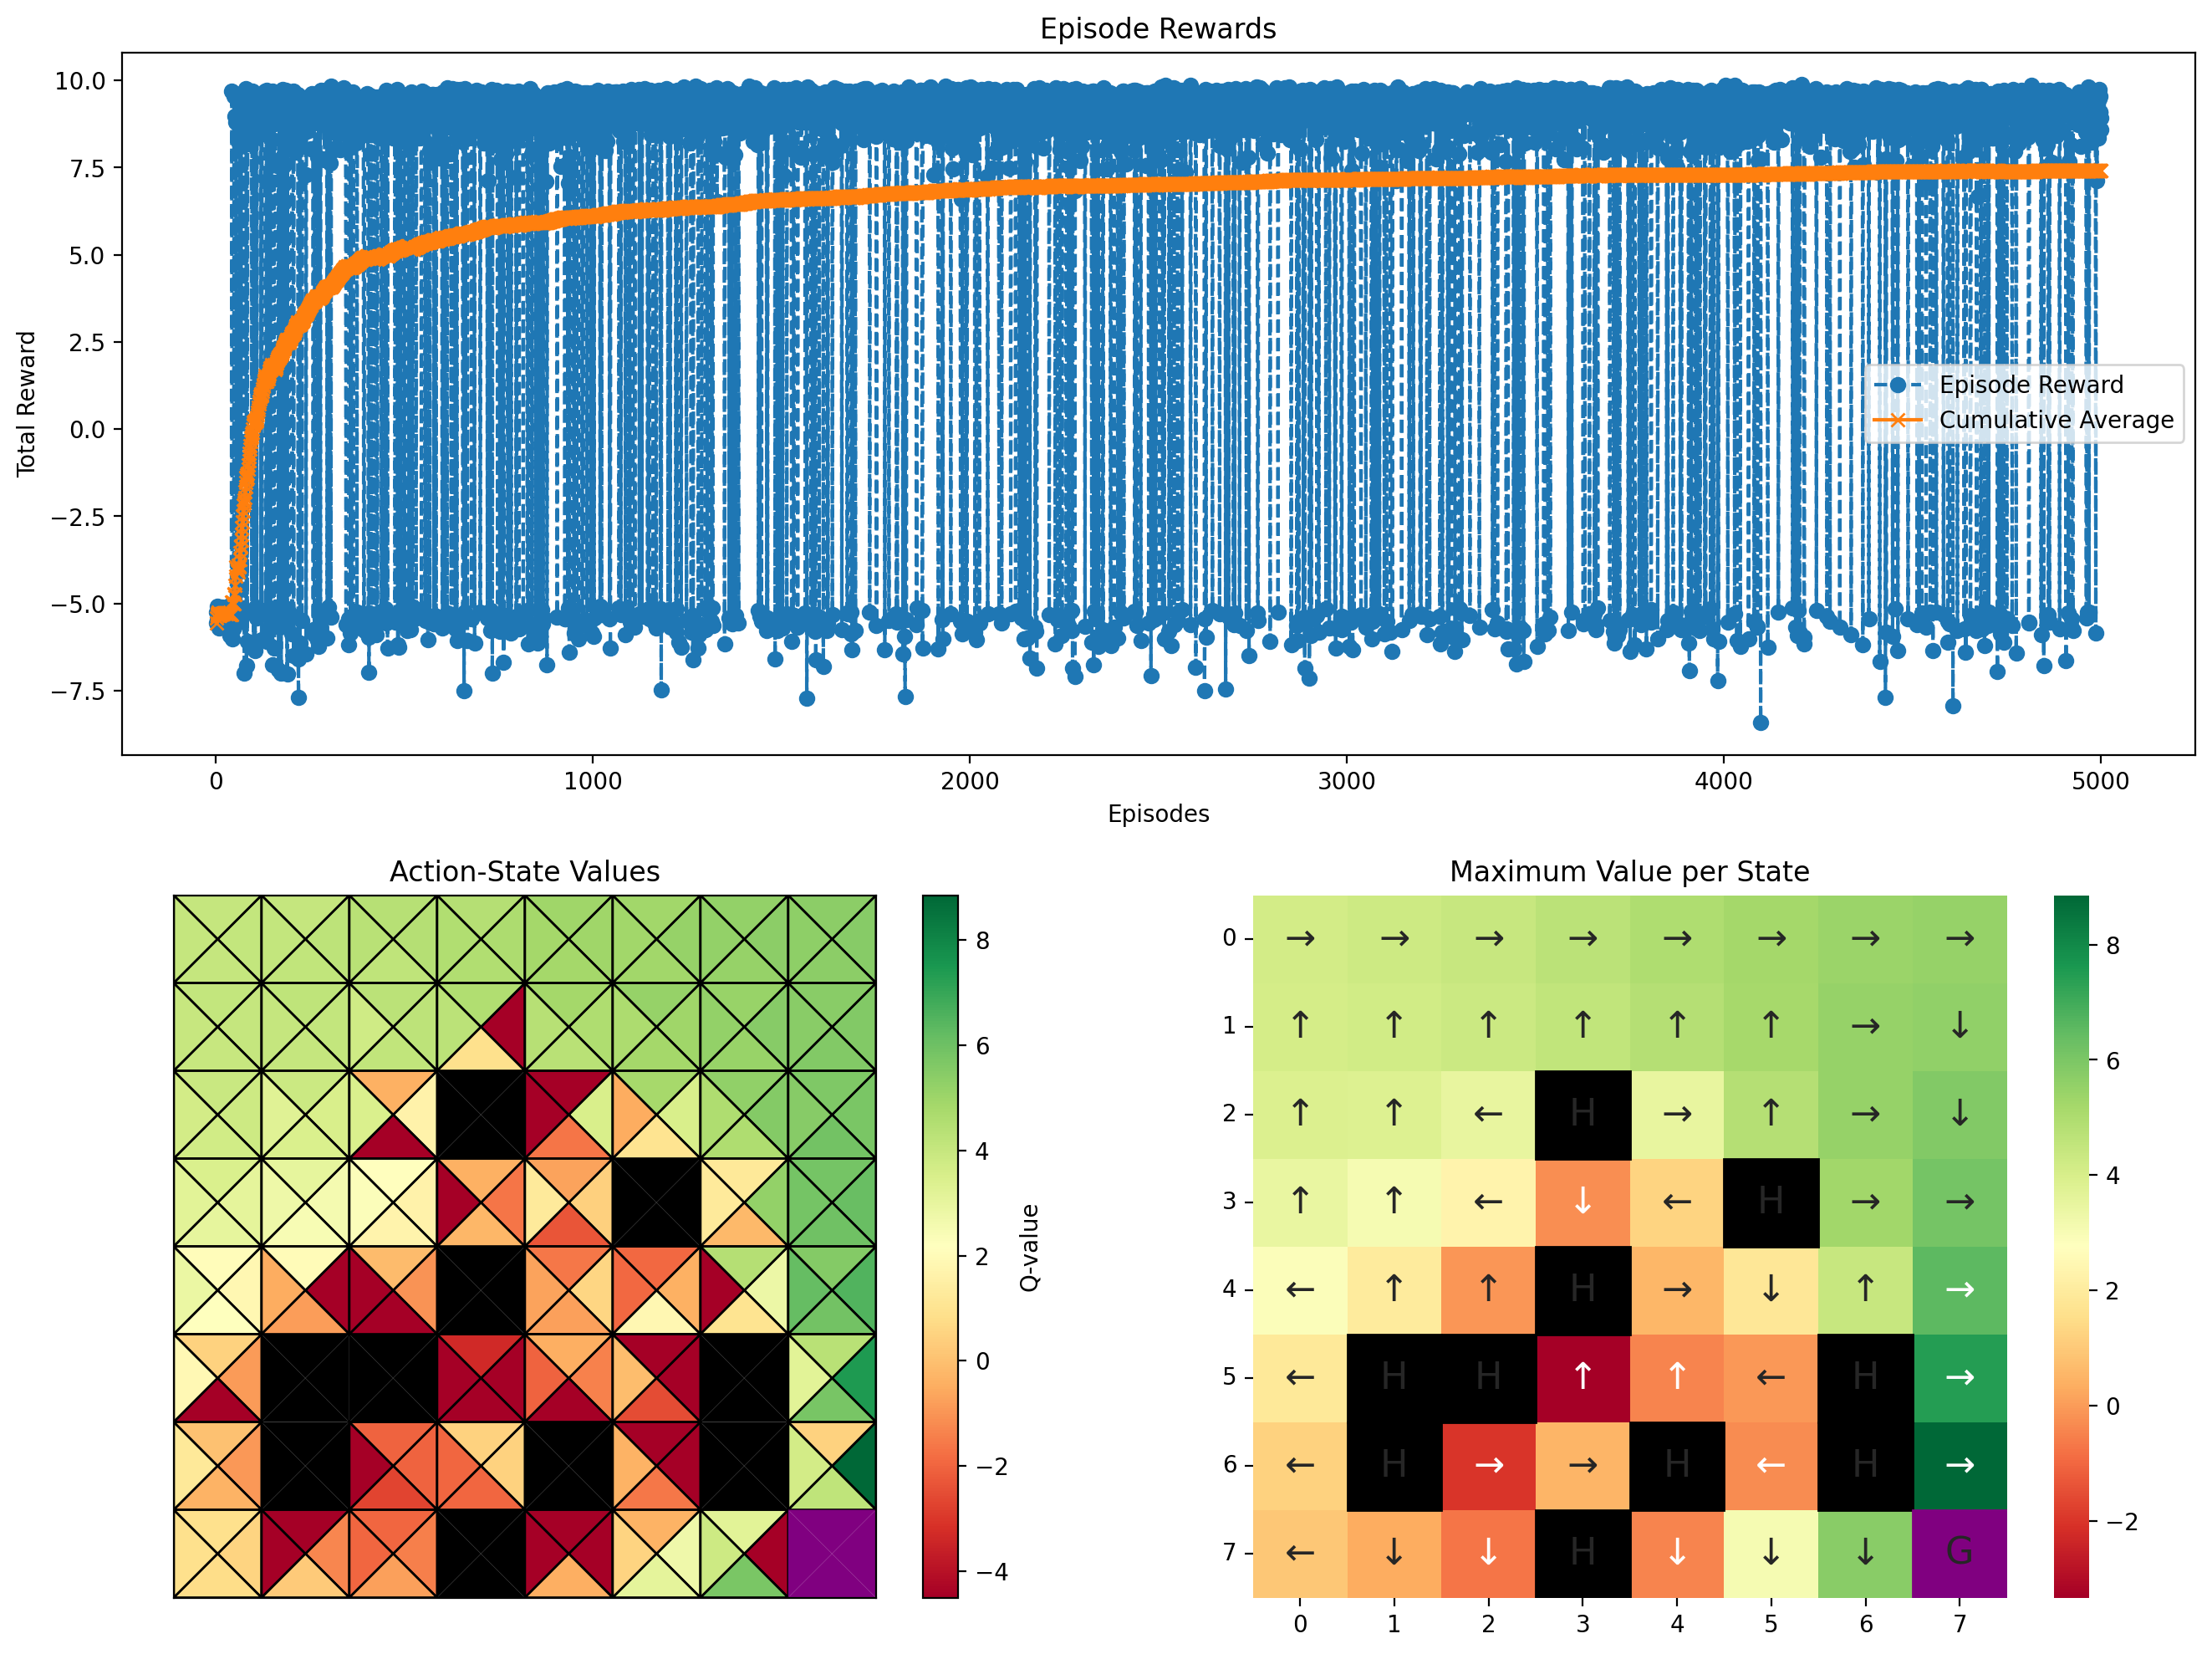 Episode Rewards
10.0
7.5
5.0
2.5
0.0
−2.5
−5.0
−7.5
Total Reward
Episode Reward
Cumulative Average
0 1000 2000 3000 4000 5000
Episodes
Action-State Values
8
6
4
2
0
−2
−4
Q-value
Maximum Value per State
0 → → → → → → → →
1 ↑ ↑ ↑ ↑ ↑ ↑ → ↓
2 ↑ ↑ ← H → ↑ → ↓
3 ↑ ↑ ← ↓ ← H → →
4 ← ↑ ↑ H → ↓ ↑ →
5 ← H H ↑ ↑ ← H →
6 ← H → → H ← H →
7 ← ↓ ↓ H ↓ ↓ ↓ G
0 1 2 3 4 5 6 7
8
6
4
2
0
−2